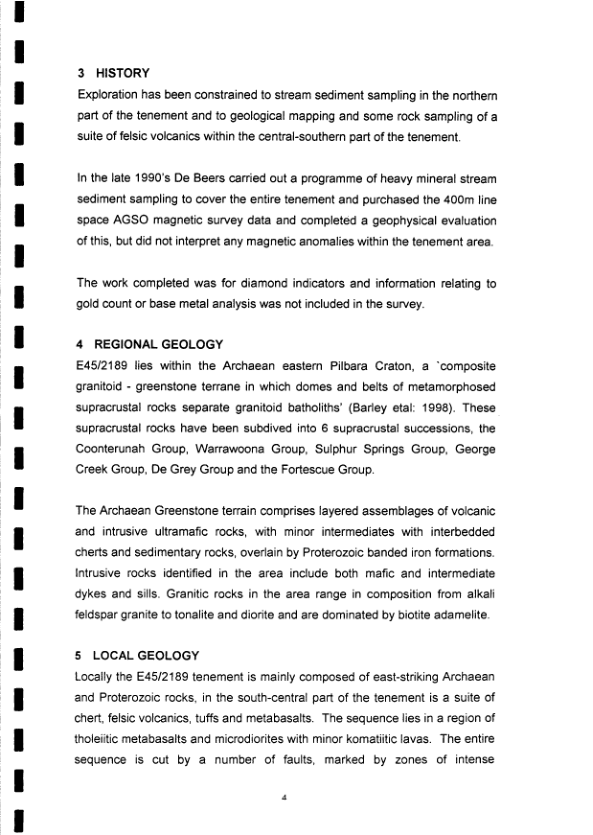 3 HISTORY
Exploration has been constrained to stream sediment sampling in the northern
part of the tenement and to geological mapping and some rock sampling of a
suite of felsic volcanics within the central-southern part of the tenement.
In the late 1990's De Beers carried out a programme of heavy mineral stream
sediment sampling to cover the entire tenement and purchased the 400m line
space AGSO magnetic survey data and completed a geophysical evaluation
of this, but did not interpret any magnetic anomalies within the tenement area.
The work completed was for diamond indicators and information relating to
gold count or base metal analysis was not included in the survey.
4 REGIONAL GEOLOGY
E45/2189 lies within the Archaean eastern Pilbara Craton, a `composite
granitoid - greenstone terrane in which domes and belts of metamorphosed
supracrustal rocks separate granitoid batholiths' (Barley etal: 1998). These
supracrustal rocks have been subdived into 6 supracrustal successions, the
Coonterunah Group, Warrawoona Group, Sulphur Springs Group, George
Creek Group, De Grey Group and the Fortescue Group.
The Archaean Greenstone terrain comprises layered assemblages of volcanic
and intrusive ultramafic rocks, with minor intermediates with interbedded
cherts and sedimentary rocks, overlain by Proterozoic banded iron formations.
Intrusive rocks identified in the area include both mafic and intermediate
dykes and sills. Granitic rocks in the area range in composition from alkali
feldspar granite to tonalite and diorite and are dominated by biotite adamelite.
5 LOCAL GEOLOGY
Locally the E45/2189 tenement is mainly composed of east-striking Archaean
and Proterozoic rocks, in the south-central part of the tenement is a suite of
chert, felsic volcanics, tuffs and metabasalts. The sequence lies in a region of
tholeiitic metabasalts and microdiorites with minor komatiitic lavas. The entire
sequence is cut by a number of faults, marked by zones of intense
4